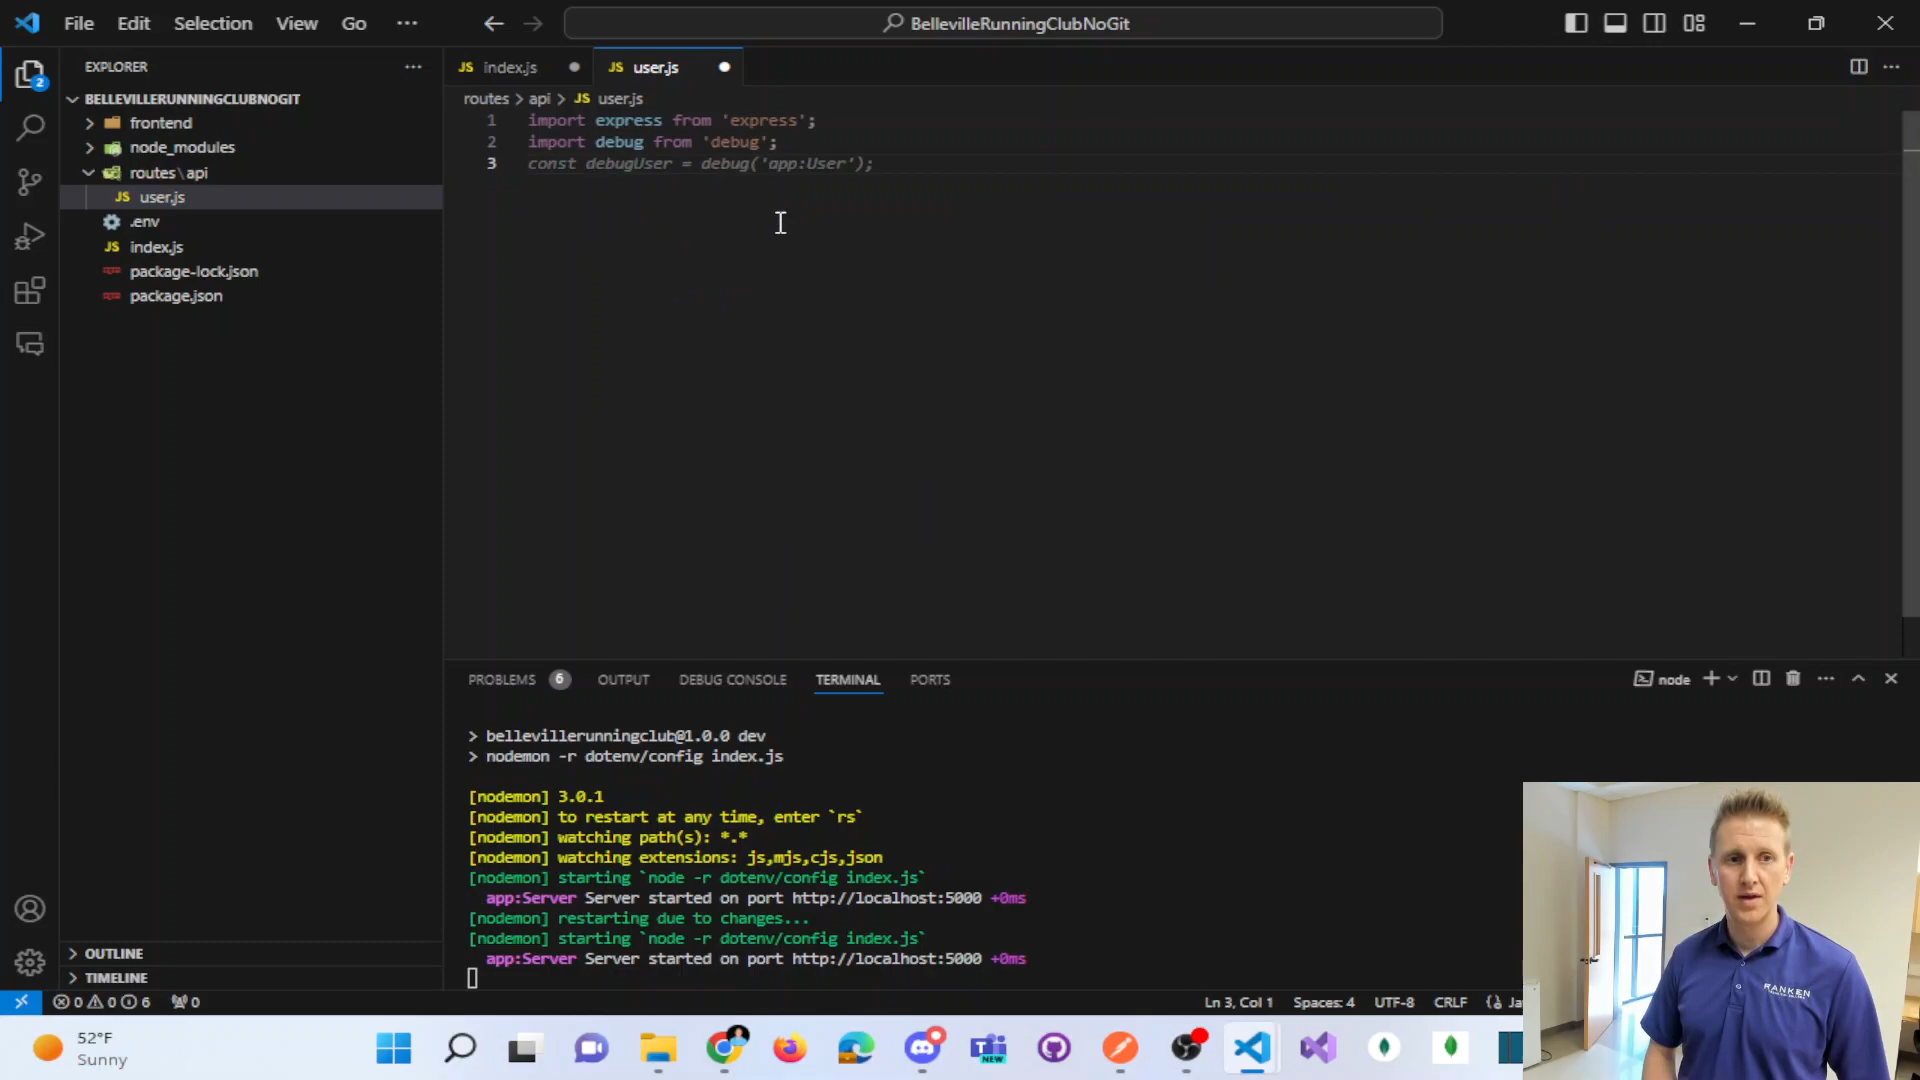 File Edit Selection View Go ···
BellevilleRunningClubNoGit
EXPLORER ···
2
BELLEVILLERUNNINGCLUBNOGIT
frontend
node_modules
routes\api
JS user.js
.env
JS index.js
package-lock.json
package.json
OUTLINE
TIMELINE
JS index.js
JS user.js
routes > api > JS user.js
1 import express from 'express';
2 import debug from 'debug';
3 const debugUser = debug('app:User');
PROBLEMS 6 OUTPUT DEBUG CONSOLE TERMINAL PORTS
node
> bellevillerunningclub@1.0.0 dev
> nodemon -r dotenv/config index.js
[nodemon] 3.0.1
[nodemon] to restart at any time, enter `rs`
[nodemon] watching path(s): *.*
[nodemon] watching extensions: js,mjs,cjs,json
[nodemon] starting `node -r dotenv/config index.js`
app:Server Server started on port http://localhost:5000 +0ms
[nodemon] restarting due to changes...
[nodemon] starting `node -r dotenv/config index.js`
app:Server Server started on port http://localhost:5000 +0ms
0 0 6 0
Ln 3, Col 1 Spaces: 4 UTF-8 CRLF {} Ja
RANKEN
52°F
Sunny
NEW